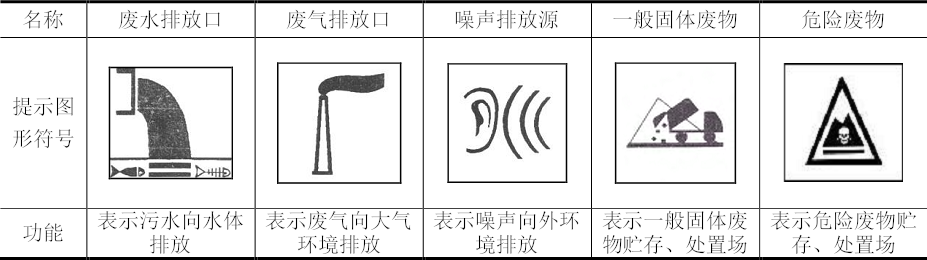 名称 废水排放口 废气排放口 噪声排放源 一般固体废物 危险废物
提示图
形符号
功能
表示污水向水体
排放
表示废气向大气
环境排放
表示噪声向外环
境排放
表示一般固体废
物贮存、处置场
表示危险废物贮
存、处置场